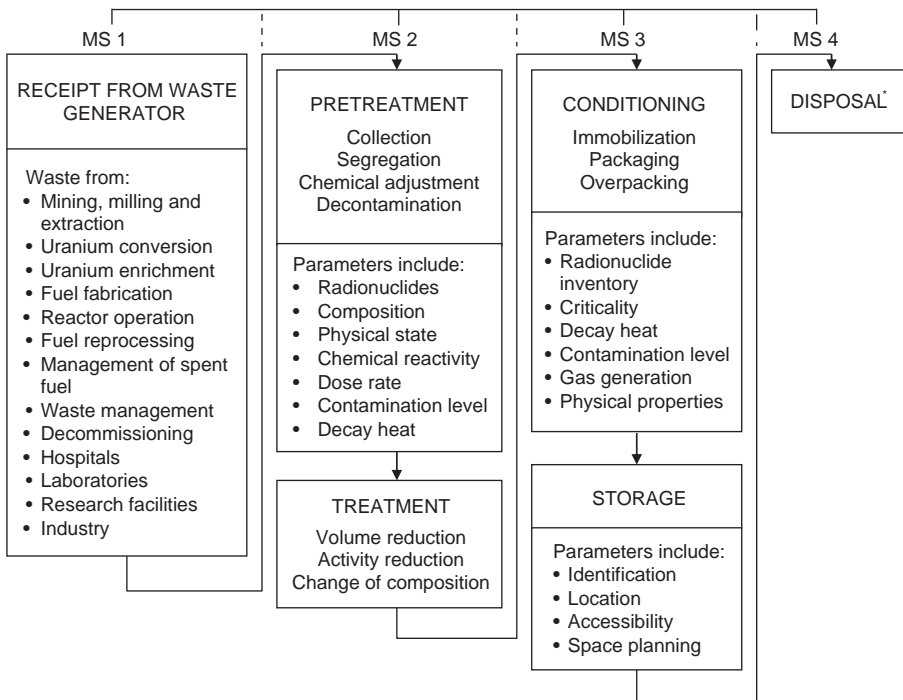 MS 1
RECEIPT FROM WASTE
GENERATOR
Waste from:
• Mining, milling and
extraction
• Uranium conversion
• Uranium enrichment
• Fuel fabrication
• Reactor operation
• Fuel reprocessing
• Management of spent
fuel
• Waste management
• Decommissioning
• Hospitals
• Laboratories
• Research facilities
• Industry
MS 2
PRETREATMENT
Collection
Segregation
Chemical adjustment
Decontamination
Parameters include:
• Radionuclides
• Composition
• Physical state
• Chemical reactivity
• Dose rate
• Contamination level
• Decay heat
TREATMENT
Volume reduction
Activity reduction
Change of composition
MS 3
CONDITIONING
Immobilization
Packaging
Overpacking
Parameters include:
• Radionuclide
inventory
• Criticality
• Decay heat
• Contamination level
• Gas generation
• Physical properties
STORAGE
Parameters include:
• Identification
• Location
• Accessibility
• Space planning
MS 4
DISPOSAL*